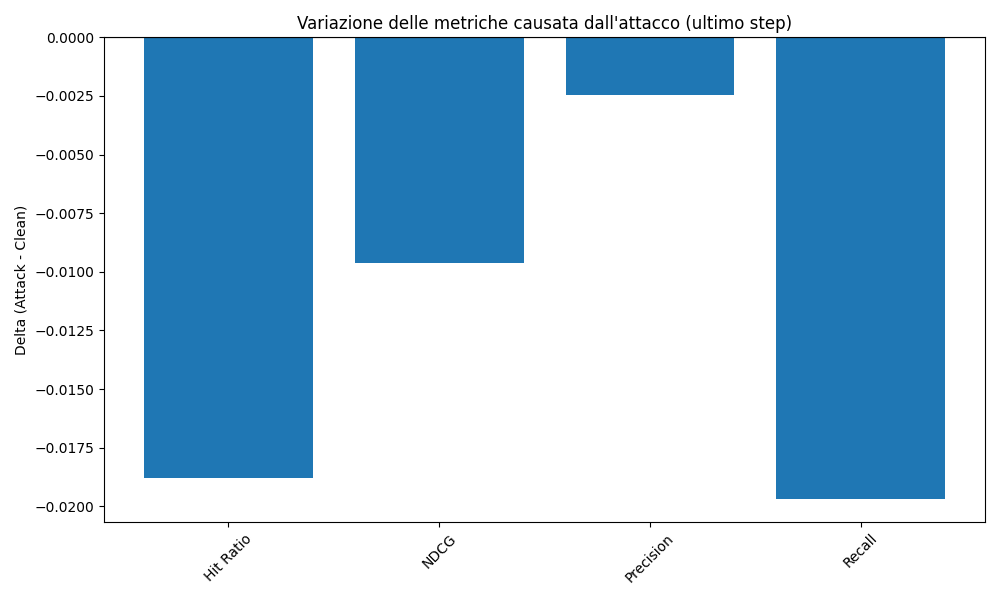 Variazione delle metriche causata dall'attacco (ultimo step)
Delta (Attack - Clean)
0.0000
−0.0025
−0.0050
−0.0075
−0.0100
−0.0125
−0.0150
−0.0175
−0.0200
Hit Ratio
NDCG
Precision
Recall